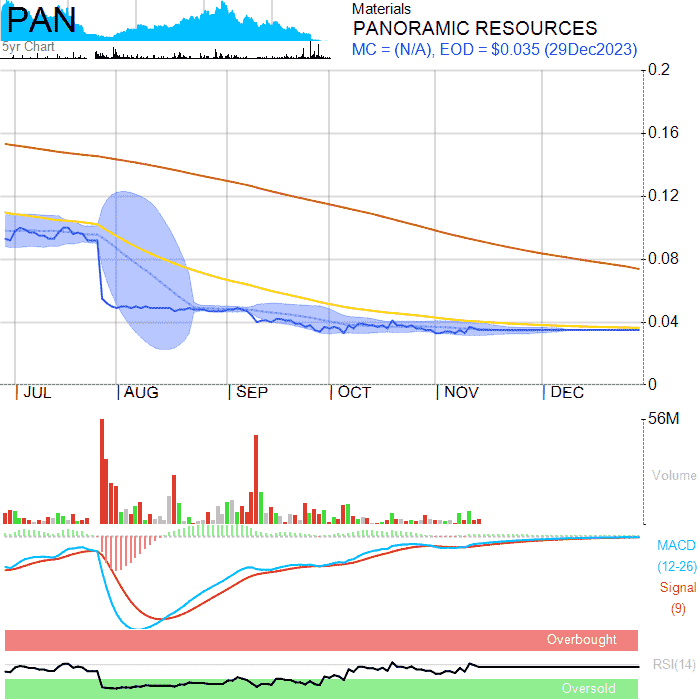 PAN
5yr Chart
Materials
PANORAMIC RESOURCES
MC = (N/A), EOD = $0.035 (29Dec2023)
0.2
0.16
0.12
0.08
0.04
0
JUL
AUG
SEP
OCT
NOV
DEC
56M
Volume
MACD
(12-26)
Signal
(9)
Overbought
RSI(14)
Oversold